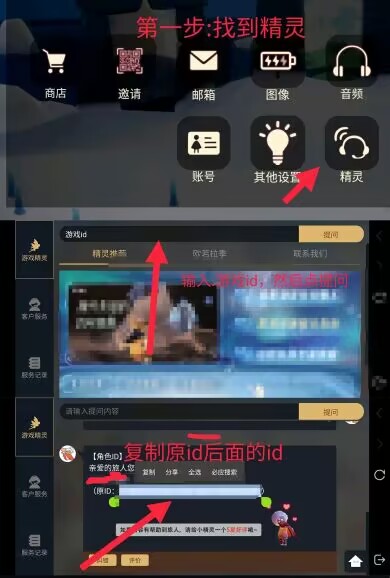 第一步:找到精灵
商店
邀请
邮箱
图像
音频
账号
其他设置
精灵
游戏id
提问
游戏精灵
精灵推荐
欧若拉季
联系我们
输入:游戏id，然后点提问
客户服务
服务记录
请输入提问内容
提问
游戏精灵
复制原id后面的id
【角色ID】
亲爱的旅人您
复制
分享
全选
必应搜索
客户服务
（原ID:
）
如果
有帮助到旅人，请给小精灵一个5星好评哦~
服务记录
纠错
评价